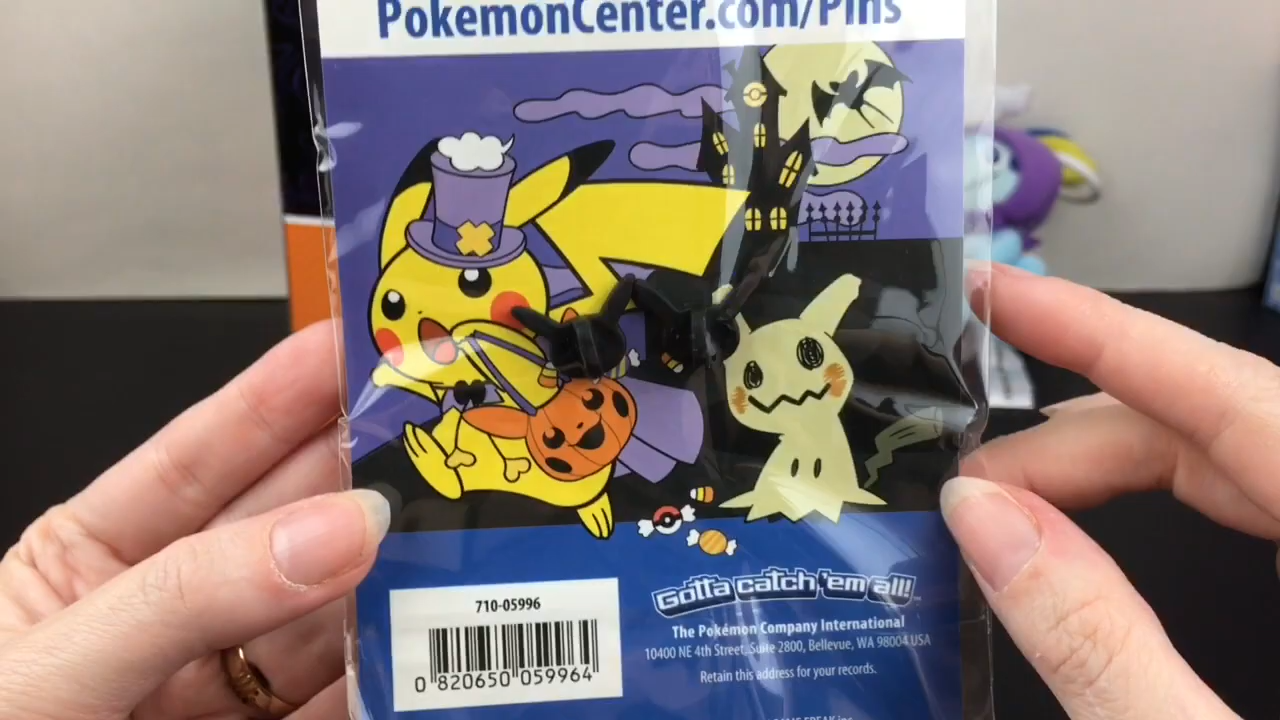 PokemonCenter.com/Pins
710-05996
0 820650 059964
Gotta catch 'em all!™
The Pokémon Company International
10400 NE 4th Street, Suite 2800, Bellevue, WA 98004 USA
Retain this address for your records.